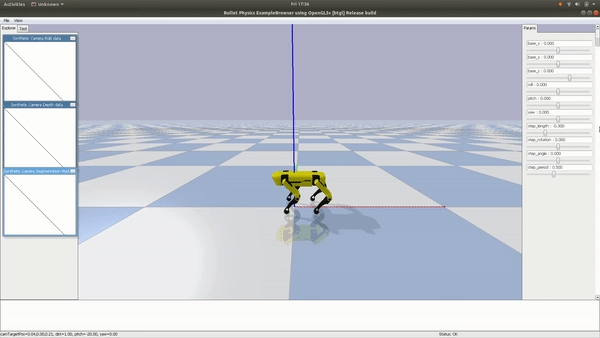 Activities
Unknown
Fri 17:36
Bullet Physics ExampleBrowser using OpenGL3+ [btgl] Release build
File View
Explorer Test
Synthetic Camera RGB data
Synthetic Camera Depth data
Synthetic Camera Segmentation Mask
Params
base_x : 0.000
base_y : 0.000
base_z : 0.000
roll : 0.000
pitch : 0.000
yaw : 0.000
step_rotation : 0.000
step_angle : 0.000
step_period : 0.500
camTargetPos=0.04,0.00,0.21, dist=1.00, pitch=-20.00, yaw=0.00
Status: OK